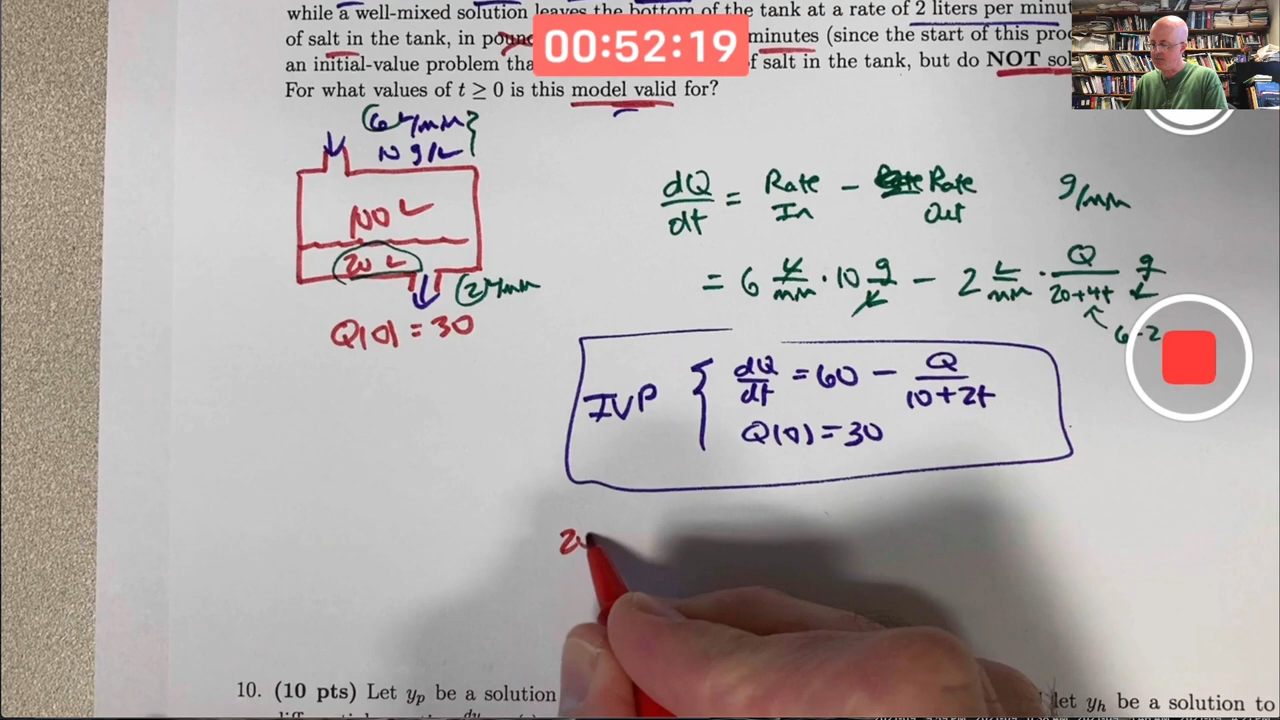 while a well-mixed solution leaves the bottom of the tank at a rate of 2 liters per minut
of salt in the tank, in poun minutes (since the start of this pro
an initial-value problem tha f salt in the tank, but do NOT sol
For what values of t ≥ 0 is this model valid for?
00:52:19
6 L/min
10 g/L
100 L
20 L
2 L/min
Q(0) = 30
dQ/dt = Rate In - Rate Out g/min
= 6 L/min · 10 g/L - 2 L/min · Q/(20+4t) g/L
6-2
IVP { dQ/dt = 60 - Q/(10+2t)
Q(0) = 30
20
10. (10 pts) Let yp be a solution let yh be a solution to